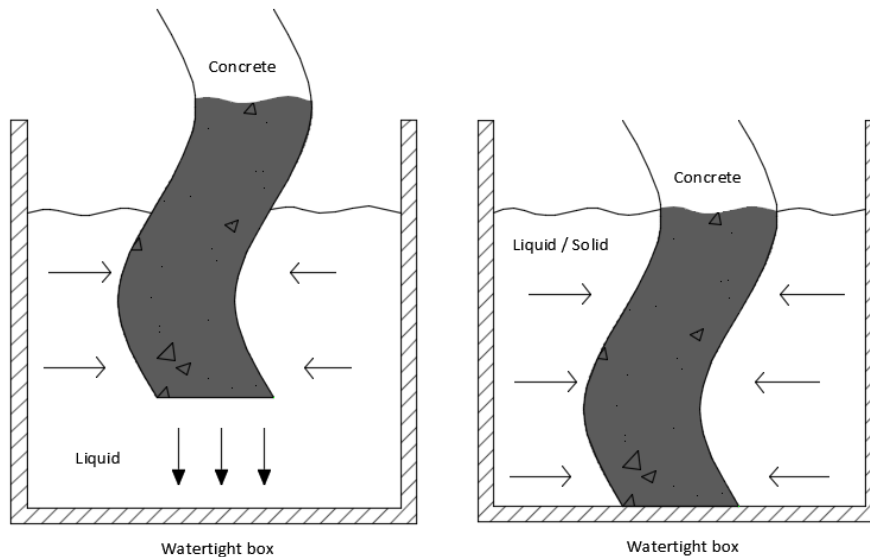 Concrete
Liquid
Watertight box
Concrete
Liquid / Solid
Watertight box